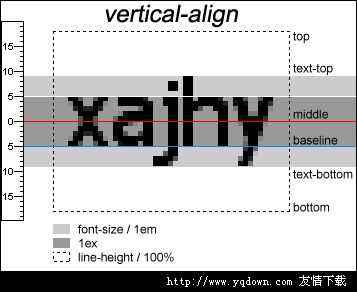 vertical-align
top
15
text-top
10
5
middle
xajhy
0
baseline
5
text-bottom
10
15
bottom
font-size / 1em
1ex
line-height / 100%
http://www.yqdown.com 友情下载